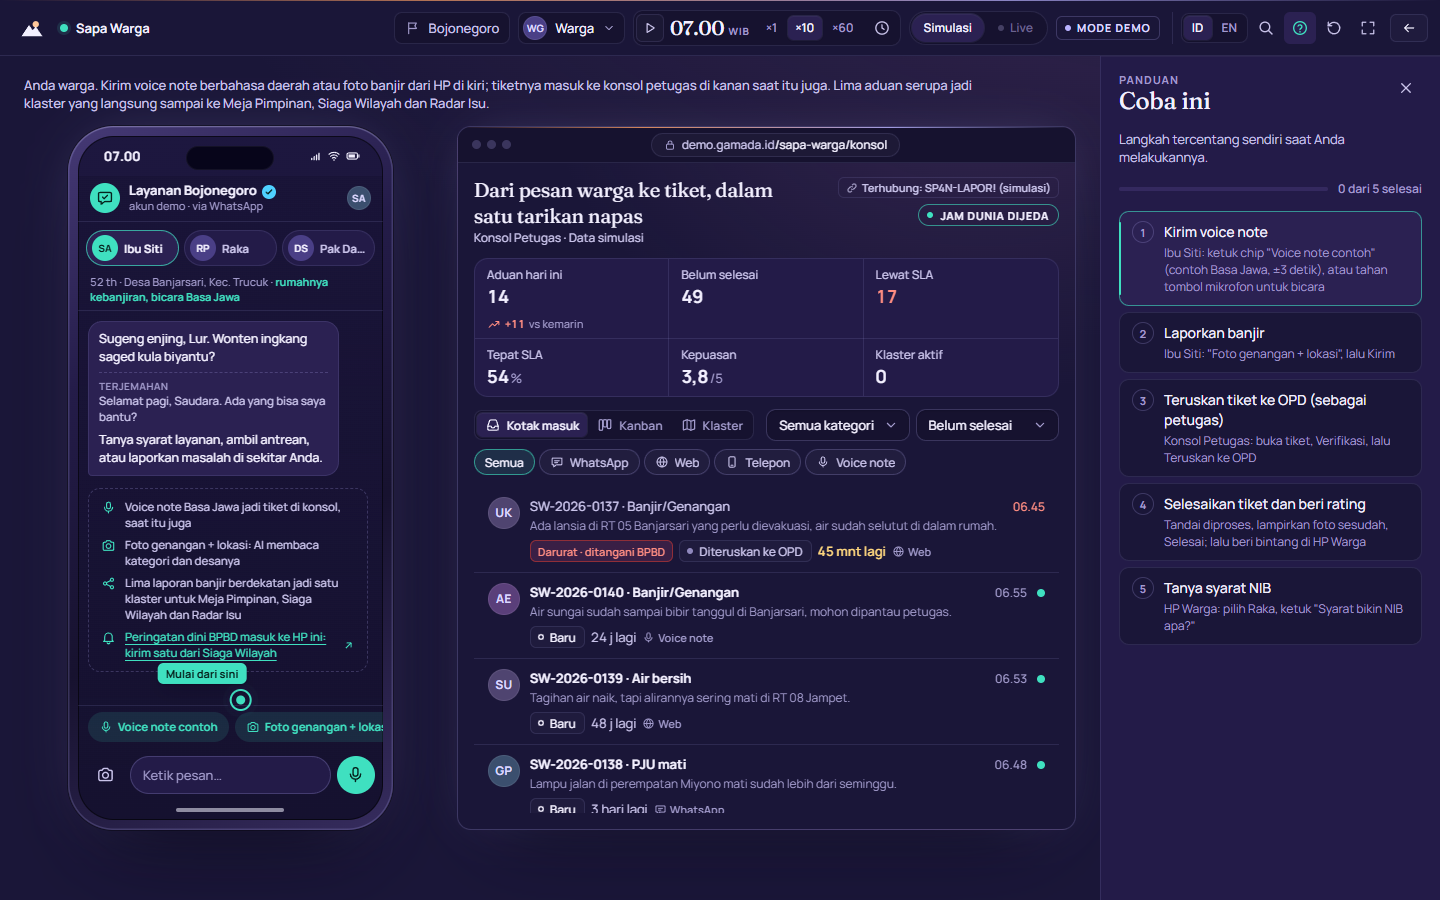 Sapa Warga
Bojonegoro
WG Warga
07.00 WIB
×1 ×10 ×60
Simulasi
Live
MODE DEMO
ID EN
Anda warga. Kirim voice note berbahasa daerah atau foto banjir dari HP di kiri; tiketnya masuk ke konsol petugas di kanan saat itu juga. Lima aduan serupa jadi
klaster yang langsung sampai ke Meja Pimpinan, Siaga Wilayah dan Radar Isu.
07.00
Layanan Bojonegoro
akun demo · via WhatsApp
SA
SA Ibu Siti
RP Raka
DS Pak Da...
52 th · Desa Banjarsari, Kec. Trucuk · rumahnya
kebanjiran, bicara Basa Jawa
Sugeng enjing, Lur. Wonten ingkang
saged kula biyantu?
TERJEMAHAN
Selamat pagi, Saudara. Ada yang bisa saya
bantu?
Tanya syarat layanan, ambil antrean,
atau laporkan masalah di sekitar Anda.
Voice note Basa Jawa jadi tiket di konsol,
saat itu juga
Foto genangan + lokasi: AI membaca
kategori dan desanya
Lima laporan banjir berdekatan jadi satu
klaster untuk Meja Pimpinan, Siaga
Wilayah dan Radar Isu
Peringatan dini BPBD masuk ke HP ini:
kirim satu dari Siaga Wilayah
Mulai dari sini
Voice note contoh
Foto genangan + lokas
Ketik pesan...
demo.gamada.id/sapa-warga/konsol
Dari pesan warga ke tiket, dalam
satu tarikan napas
Konsol Petugas · Data simulasi
Terhubung: SP4N-LAPOR! (simulasi)
JAM DUNIA DIJEDA
Aduan hari ini
14
+11 vs kemarin
Belum selesai
49
Lewat SLA
17
Tepat SLA
54%
Kepuasan
3,8/5
Klaster aktif
0
Kotak masuk
Kanban
Klaster
Semua kategori
Belum selesai
Semua
WhatsApp
Web
Telepon
Voice note
UK
SW-2026-0137 · Banjir/Genangan
06.45
Ada lansia di RT 05 Banjarsari yang perlu dievakuasi, air sudah selutut di dalam rumah.
Darurat · ditangani BPBD
Diteruskan ke OPD
45 mnt lagi
Web
AE
SW-2026-0140 · Banjir/Genangan
06.55
Air sungai sudah sampai bibir tanggul di Banjarsari, mohon dipantau petugas.
Baru
24 j lagi
Voice note
SU
SW-2026-0139 · Air bersih
06.53
Tagihan air naik, tapi alirannya sering mati di RT 08 Jampet.
Baru
48 j lagi
Web
GP
SW-2026-0138 · PJU mati
06.48
Lampu jalan di perempatan Miyono mati sudah lebih dari seminggu.
Baru
3 hari lagi
WhatsApp
PANDUAN
Coba ini
Langkah tercentang sendiri saat Anda
melakukannya.
0 dari 5 selesai
1
Kirim voice note
Ibu Siti: ketuk chip "Voice note contoh"
(contoh Basa Jawa, ±3 detik), atau tahan
tombol mikrofon untuk bicara
2
Laporkan banjir
Ibu Siti: "Foto genangan + lokasi", lalu Kirim
3
Teruskan tiket ke OPD (sebagai
petugas)
Konsol Petugas: buka tiket, Verifikasi, lalu
Teruskan ke OPD
4
Selesaikan tiket dan beri rating
Tandai diproses, lampirkan foto sesudah,
Selesai; lalu beri bintang di HP Warga
5
Tanya syarat NIB
HP Warga: pilih Raka, ketuk "Syarat bikin NIB
apa?"